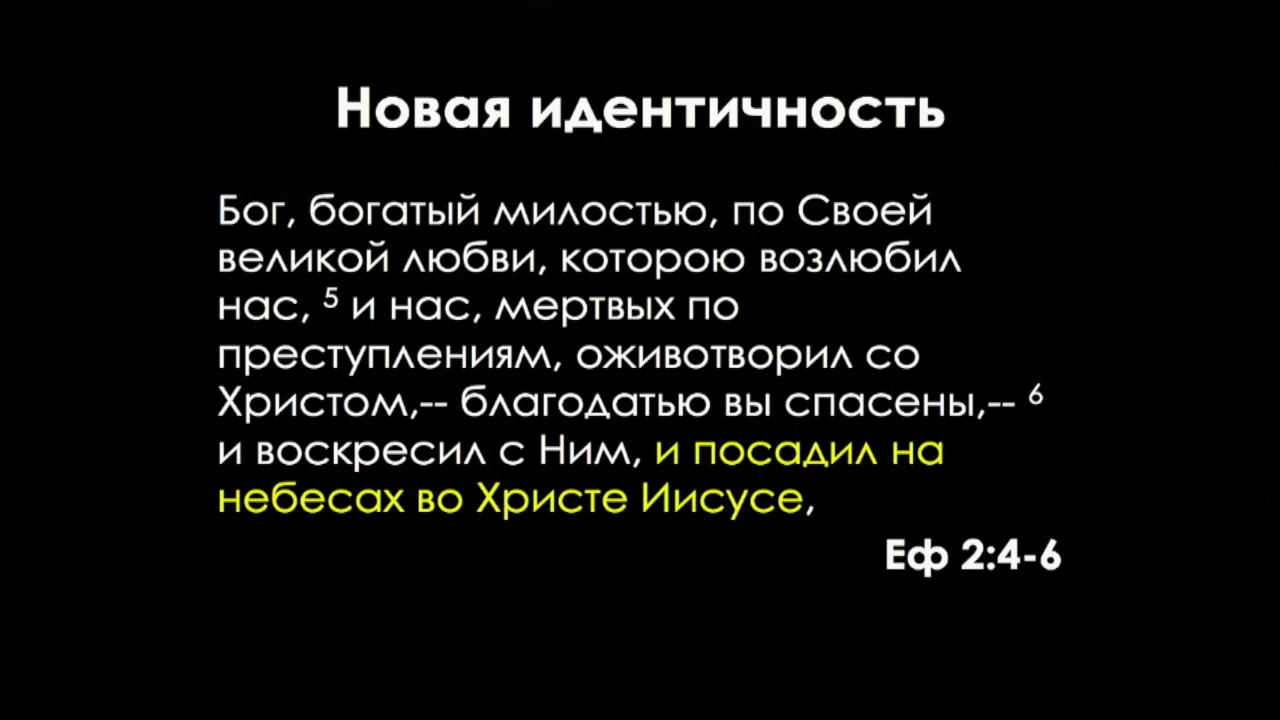 Новая идентичность
Бог, богатый милостью, по Своей
великой любви, которою возлюбил
нас, ⁵ и нас, мертвых по
преступлениям, оживотворил со
Христом,-- благодатью вы спасены,-- ⁶
и воскресил с Ним, и посадил на
небесах во Христе Иисусе,
Еф 2:4-6